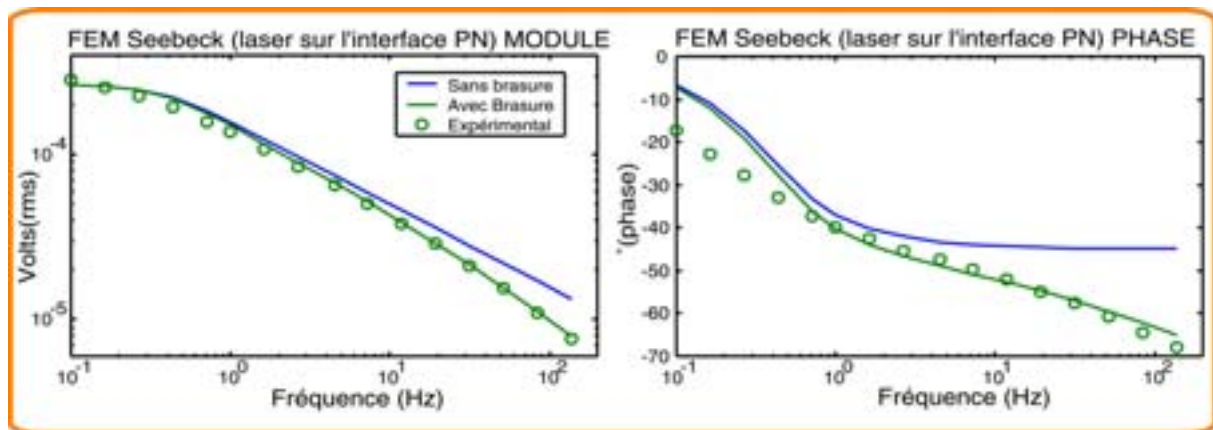 FEM Seebeck (laser sur l'interface PN) MODULE
Sans brasure
Avec Brasure
Expérimental
10^-4
10^-5
Volts(rms)
10^-1
10^0
10^1
10^2
Fréquence (Hz)
FEM Seebeck (laser sur l'interface PN) PHASE
0
-10
-20
-30
-40
-50
-60
-70
°(phase)
10^-1
10^0
10^1
10^2
Fréquence (Hz)